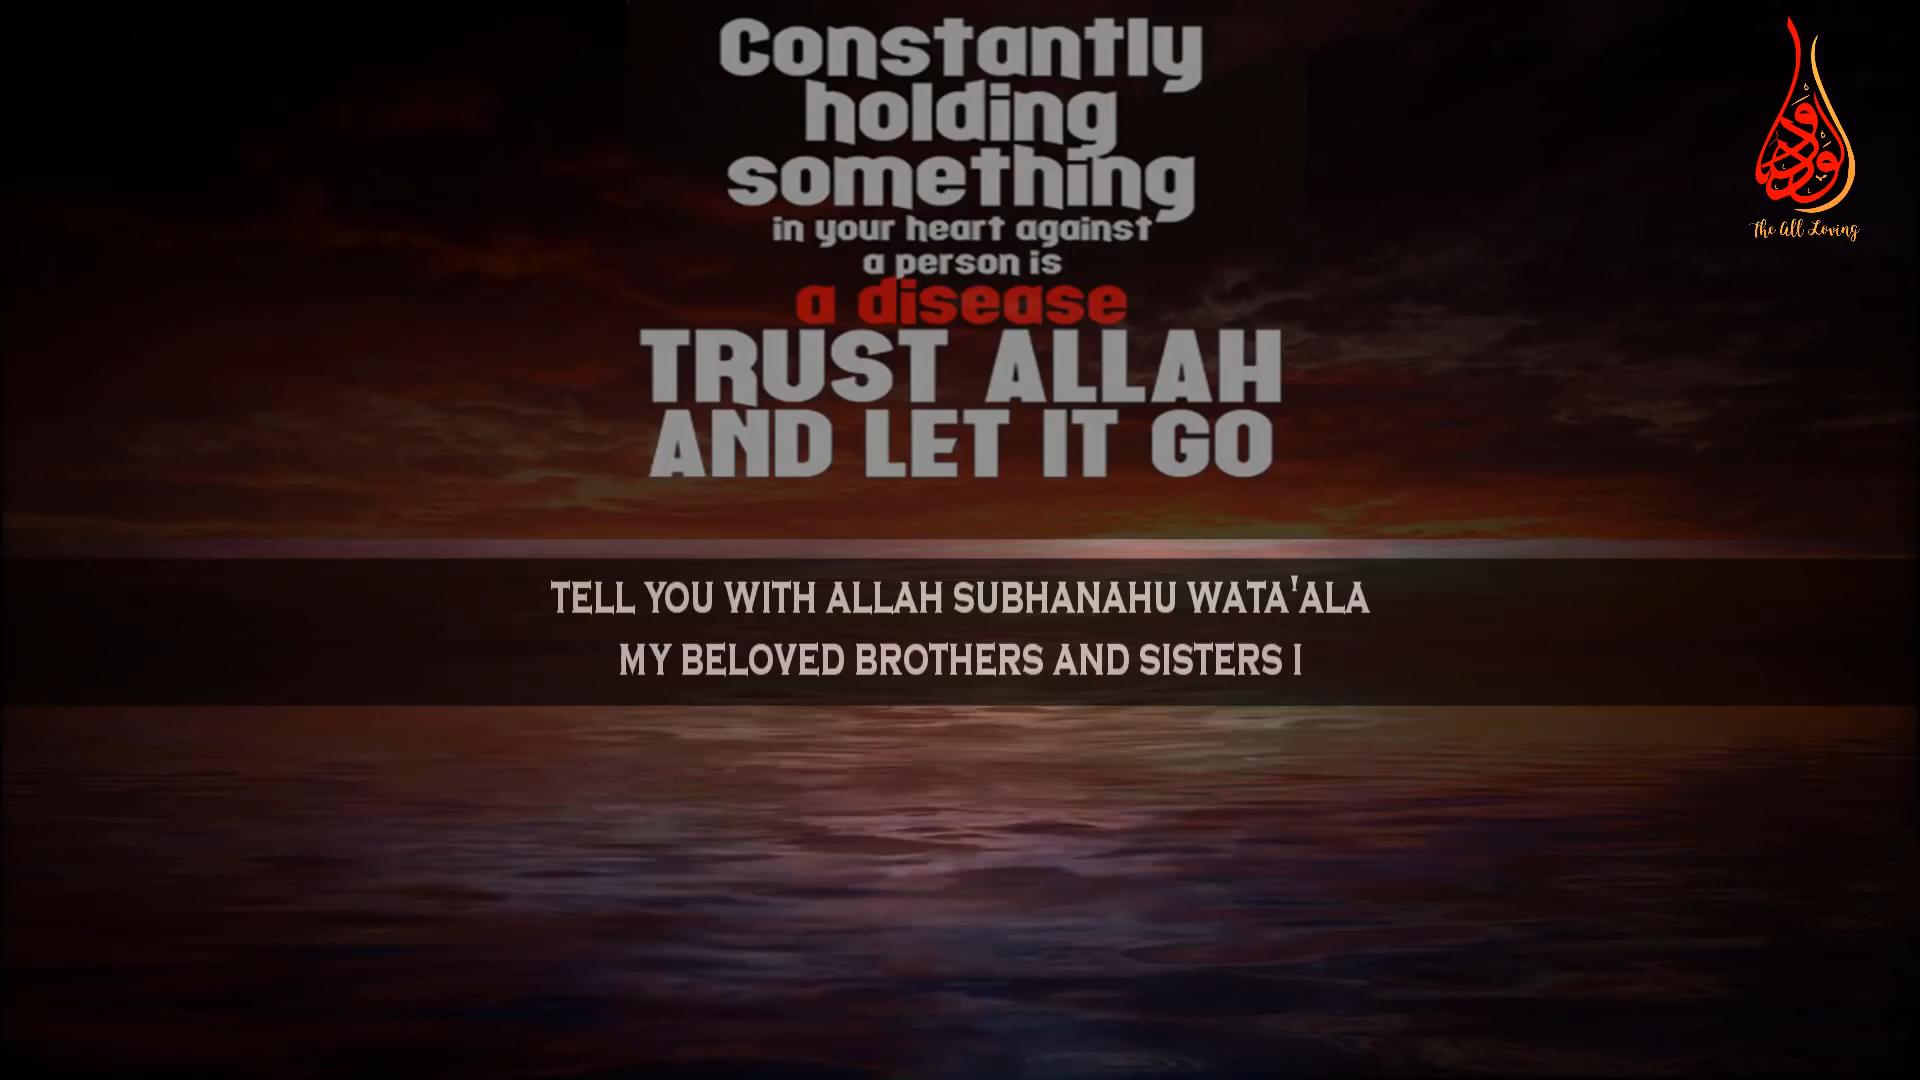 Constantly
holding
something
in your heart against
a person is
a disease
TRUST ALLAH
AND LET IT GO
TELL YOU WITH ALLAH SUBHANAHU WATA'ALA
MY BELOVED BROTHERS AND SISTERS I
الودود
The All Loving